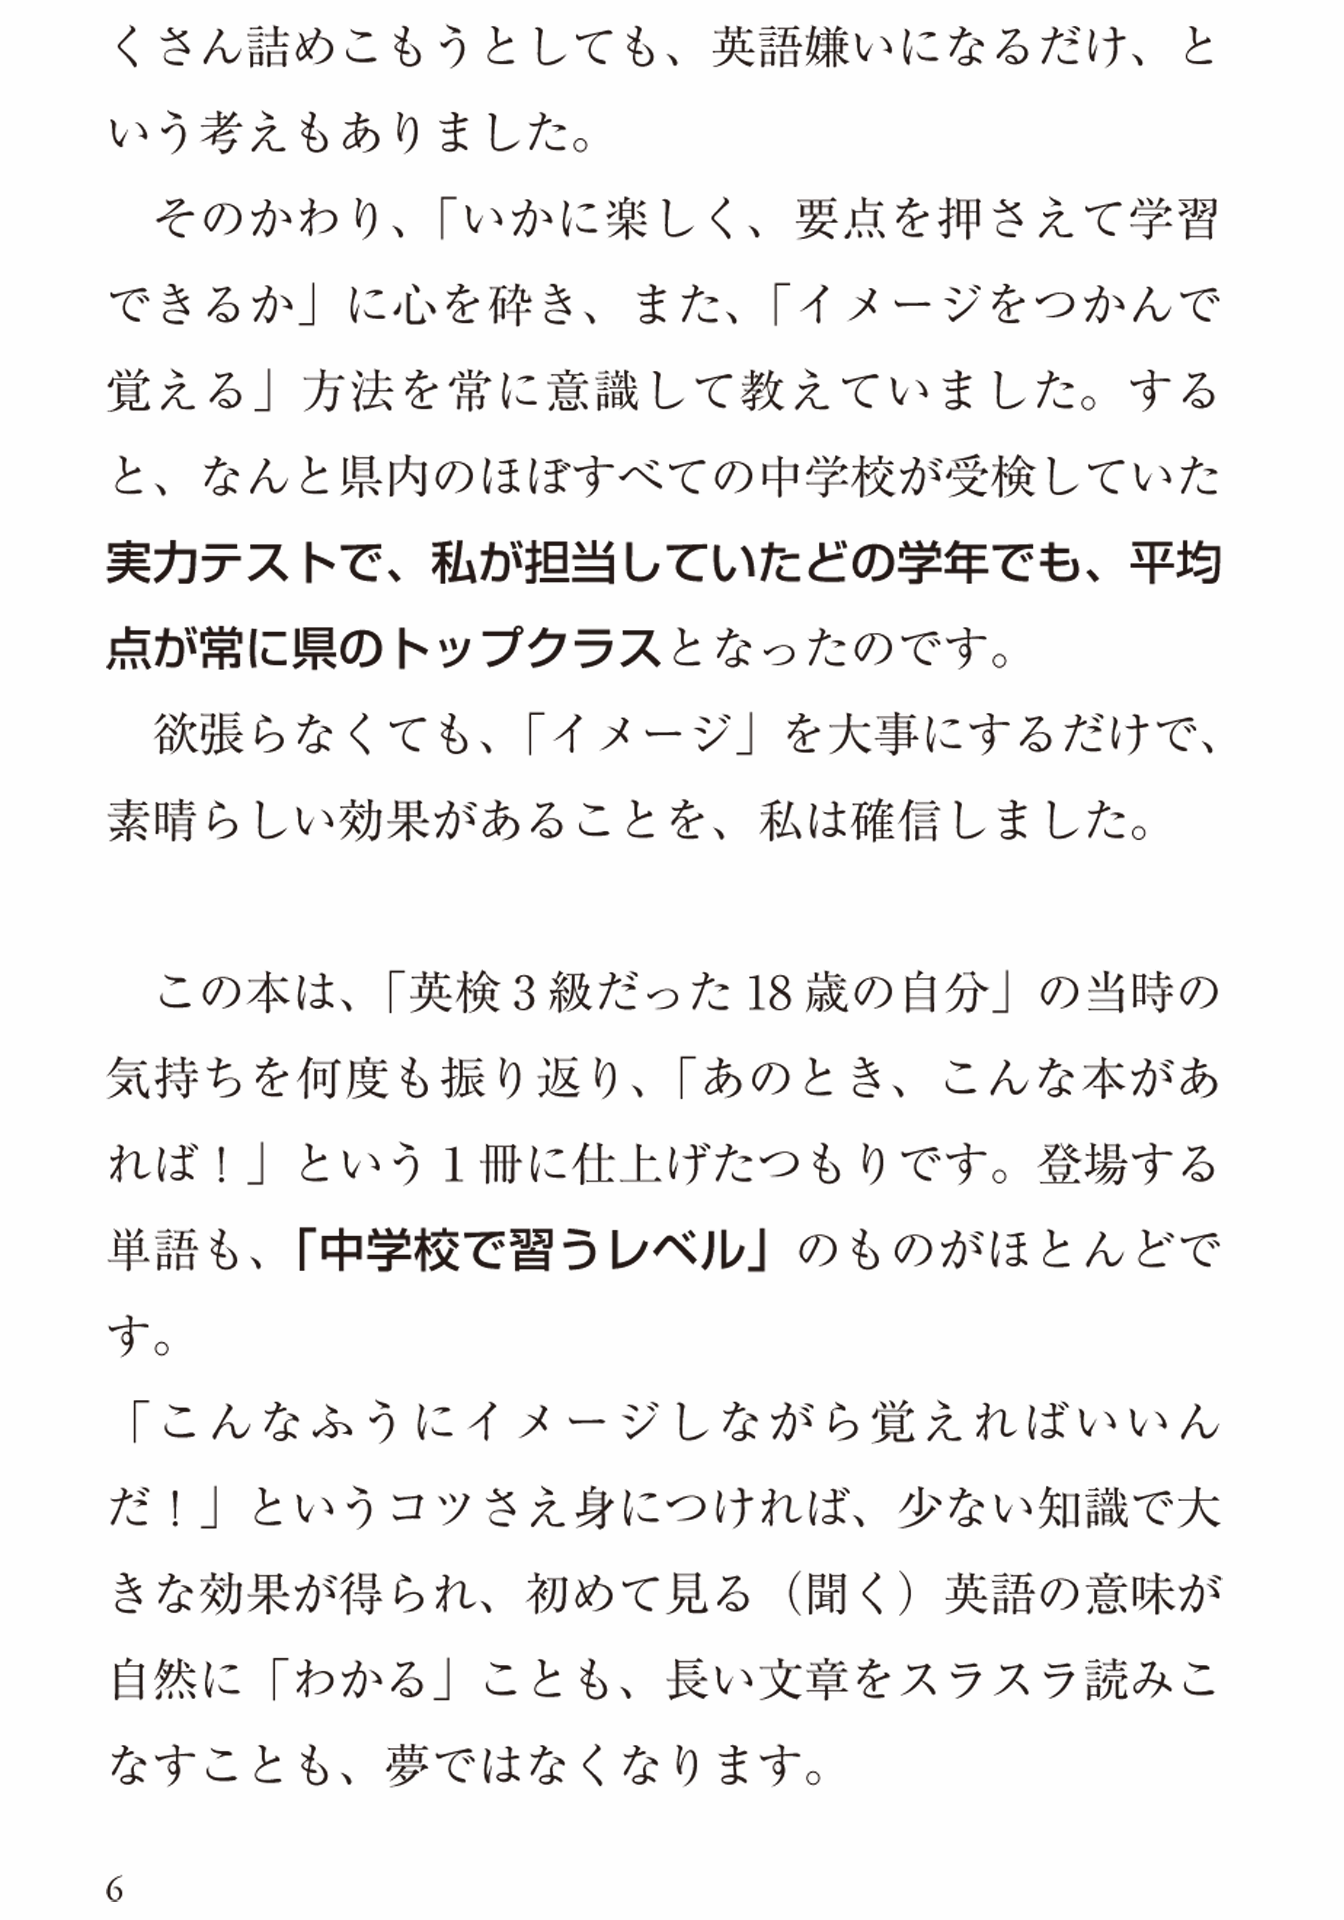 くさん詰めこもうとしても、英語嫌いになるだけ、と
いう考えもありました。
　そのかわり、「いかに楽しく、要点を押さえて学習
できるか」に心を砕き、また、「イメージをつかんで
覚える」方法を常に意識して教えていました。する
と、なんと県内のほぼすべての中学校が受検していた
実力テストで、私が担当していたどの学年でも、平均
点が常に県のトップクラスとなったのです。
　欲張らなくても、「イメージ」を大事にするだけで、
素晴らしい効果があることを、私は確信しました。
　この本は、「英検３級だった18歳の自分」の当時の
気持ちを何度も振り返り、「あのとき、こんな本があ
れば！」という１冊に仕上げたつもりです。登場する
単語も、「中学校で習うレベル」のものがほとんどで
す。
「こんなふうにイメージしながら覚えればいいん
だ！」というコツさえ身につければ、少ない知識で大
きな効果が得られ、初めて見る（聞く）英語の意味が
自然に「わかる」ことも、長い文章をスラスラ読みこ
なすことも、夢ではなくなります。
6